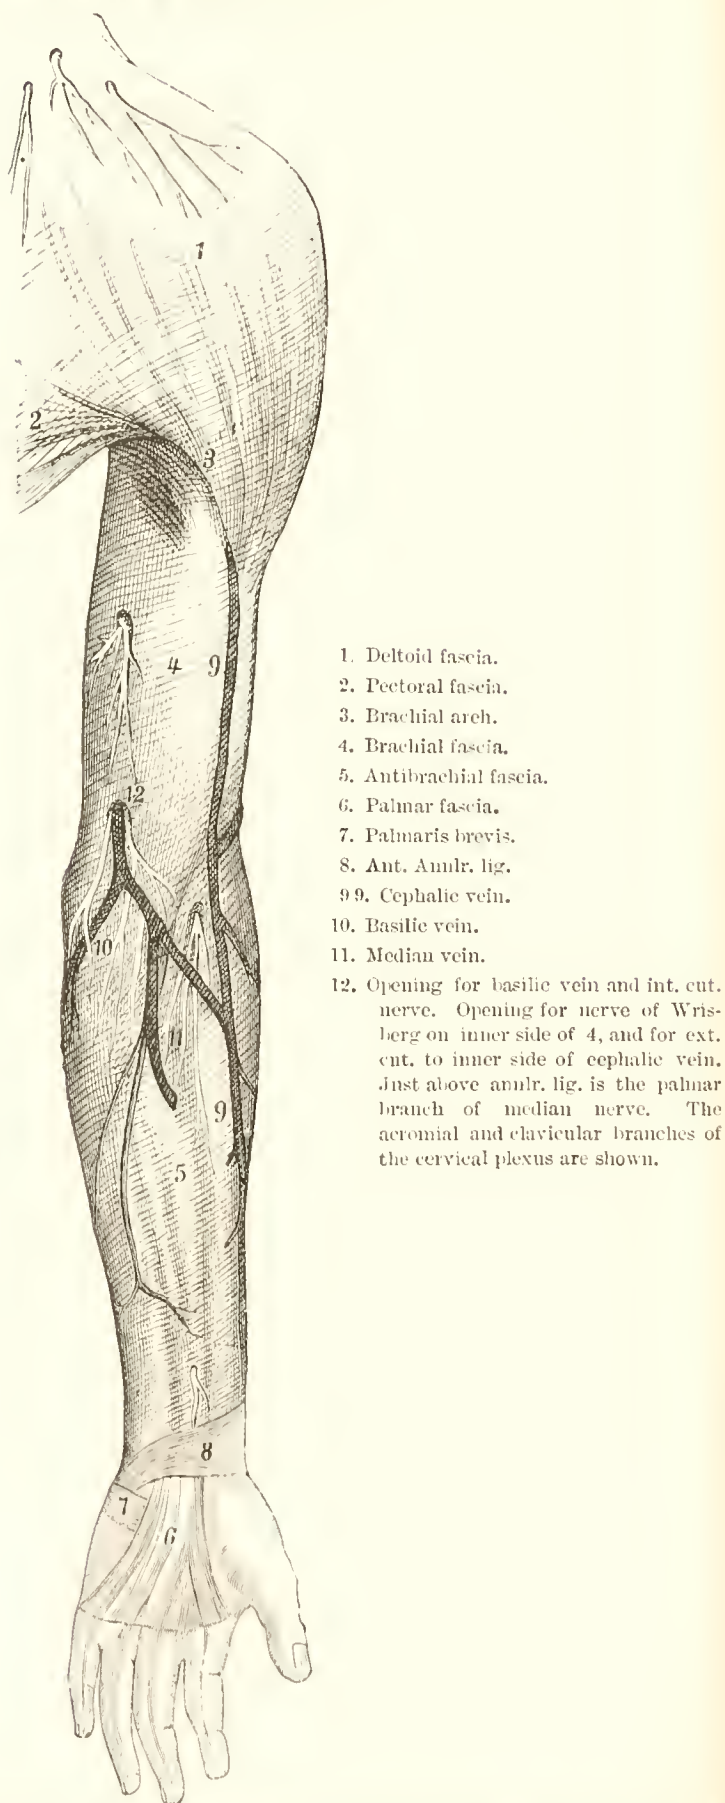 1
2
3
4
9
12
10
11
9
5
8
7
6
1. Deltoid fascia.
2. Pectoral fascia.
3. Brachial arch.
4. Brachial fascia.
5. Antibrachial fascia.
6. Palmar fascia.
7. Palmaris brevis.
8. Ant. Annlr. lig.
9 9. Cephalic vein.
10. Basilic vein.
11. Median vein.
12. Opening for basilic vein and int. cut.
nerve. Opening for nerve of Wris-
berg on inner side of 4, and for ext.
cut. to inner side of cephalic vein.
Just above annlr. lig. is the palmar
branch of median nerve. The
acromial and clavicular branches of
the cervical plexus are shown.